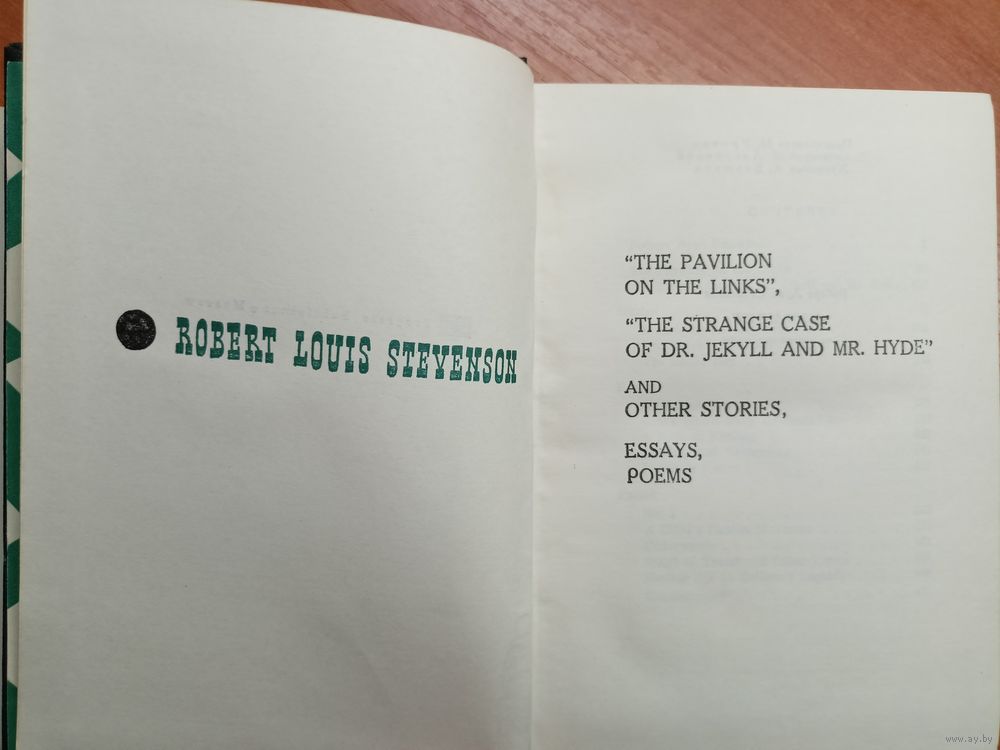 ROBERT LOUIS STEVENSON
"THE PAVILION
ON THE LINKS",
"THE STRANGE CASE
OF DR. JEKYLL AND MR. HYDE"
AND
OTHER STORIES,
ESSAYS,
POEMS
www.ay.by